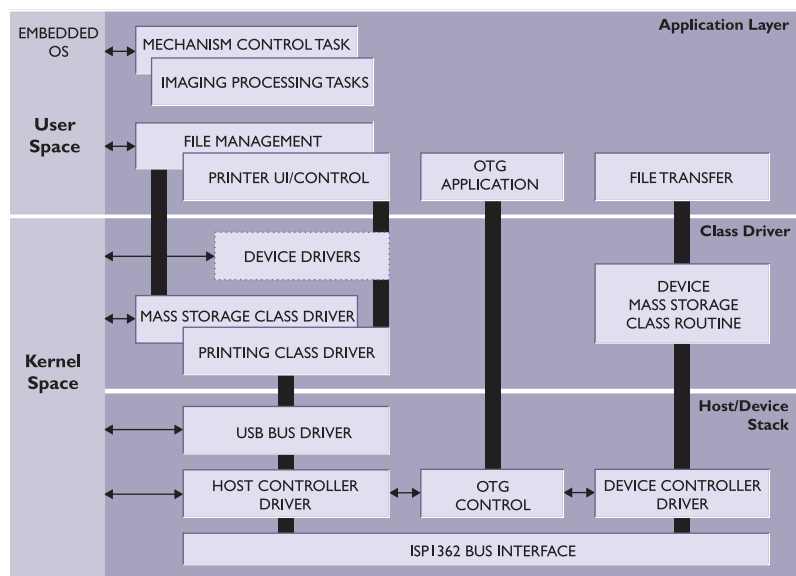 EMBEDDED
OS
Application Layer
MECHANISM CONTROL TASK
IMAGING PROCESSING TASKS
User
Space
FILE MANAGEMENT
PRINTER UI/CONTROL
OTG
APPLICATION
FILE TRANSFER
Class Driver
DEVICE DRIVERS
DEVICE
MASS STORAGE
CLASS ROUTINE
MASS STORAGE CLASS DRIVER
PRINTING CLASS DRIVER
Kernel
Space
Host/Device
Stack
USB BUS DRIVER
HOST CONTROLLER
DRIVER
OTG
CONTROL
DEVICE CONTROLLER
DRIVER
ISP1362 BUS INTERFACE